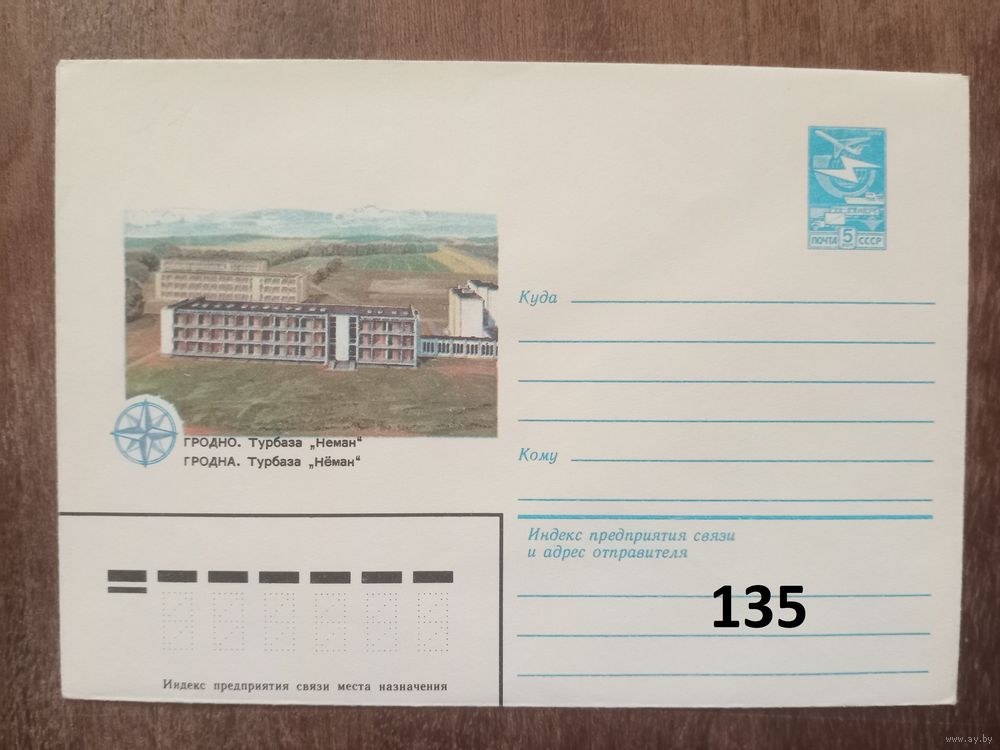 ПОЧТА 5 КОП СССР
Куда
Кому
ГРОДНО. Турбаза „Неман“
ГРОДНА. Турбаза „Нёман“
Индекс предприятия связи
и адрес отправителя
135
Индекс предприятия связи места назначения
www.ay.by